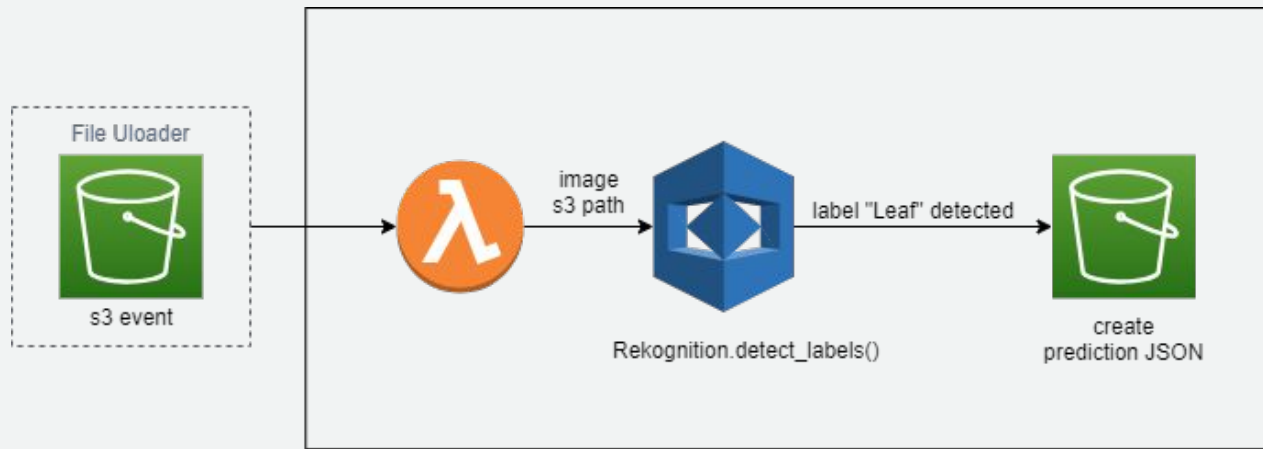 File Uloader
s3 event
image
s3 path
Rekognition.detect_labels()
label "Leaf" detected
create
prediction JSON